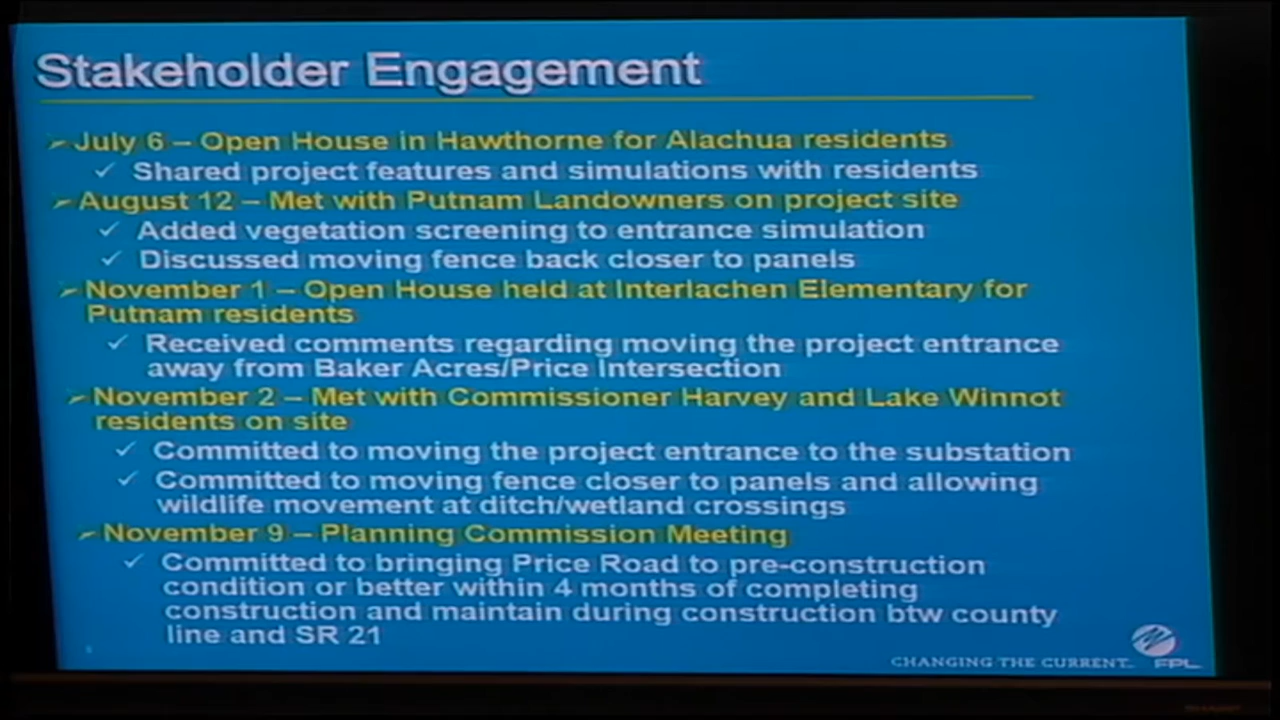 Stakeholder Engagement
July 6 – Open House in Hawthorne for Alachua residents
✓ Shared project features and simulations with residents
August 12 – Met with Putnam Landowners on project site
✓ Added vegetation screening to entrance simulation
✓ Discussed moving fence back closer to panels
November 1 – Open House held at Interlachen Elementary for
Putnam residents
✓ Received comments regarding moving the project entrance
away from Baker Acres/Price Intersection
November 2 – Met with Commissioner Harvey and Lake Winnot
residents on site
✓ Committed to moving the project entrance to the substation
✓ Committed to moving fence closer to panels and allowing
wildlife movement at ditch/wetland crossings
November 9 – Planning Commission Meeting
✓ Committed to bringing Price Road to pre-construction
condition or better within 4 months of completing
construction and maintain during construction btw county
line and SR 21
CHANGING THE CURRENT.
FPL